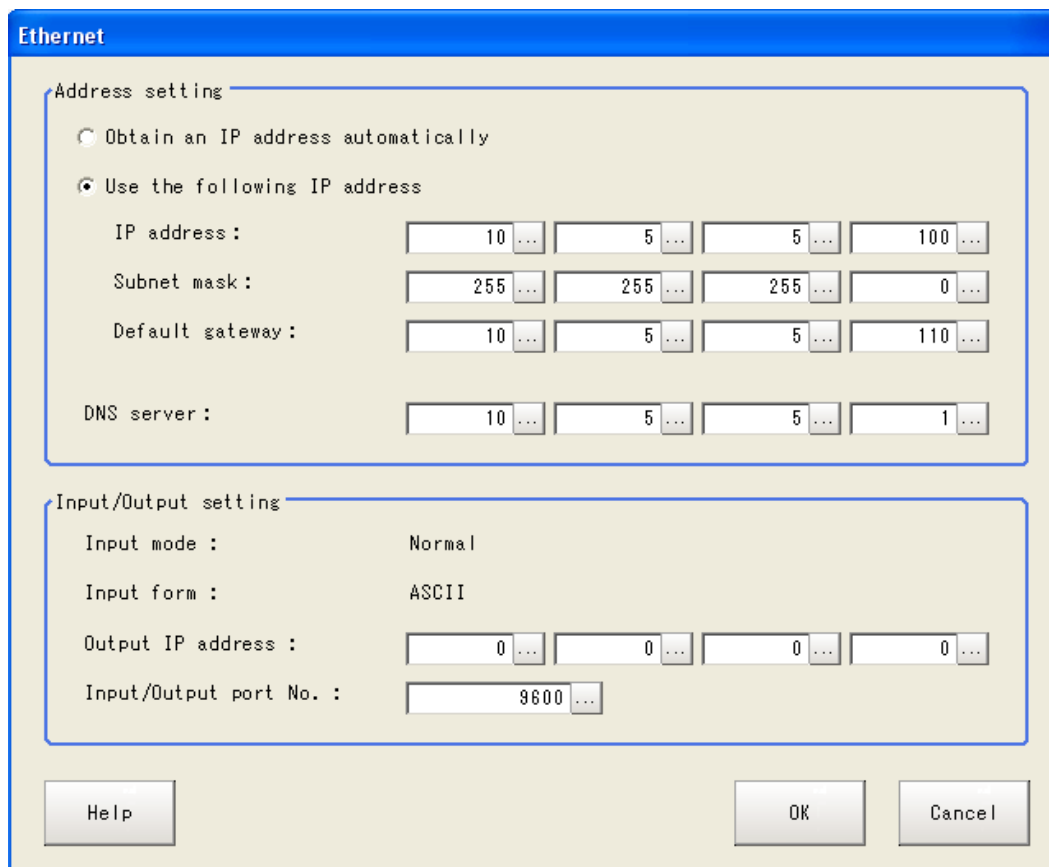 Ethernet
Address setting
Obtain an IP address automatically
Use the following IP address
IP address: 10 ... 5 ... 5 ... 100 ...
Subnet mask: 255 ... 255 ... 255 ... 0 ...
Default gateway: 10 ... 5 ... 5 ... 110 ...
DNS server: 10 ... 5 ... 5 ... 1 ...
Input/Output setting
Input mode : Normal
Input form : ASCII
Output IP address : 0 ... 0 ... 0 ... 0 ...
Input/Output port No. : 9600 ...
Help OK Cancel